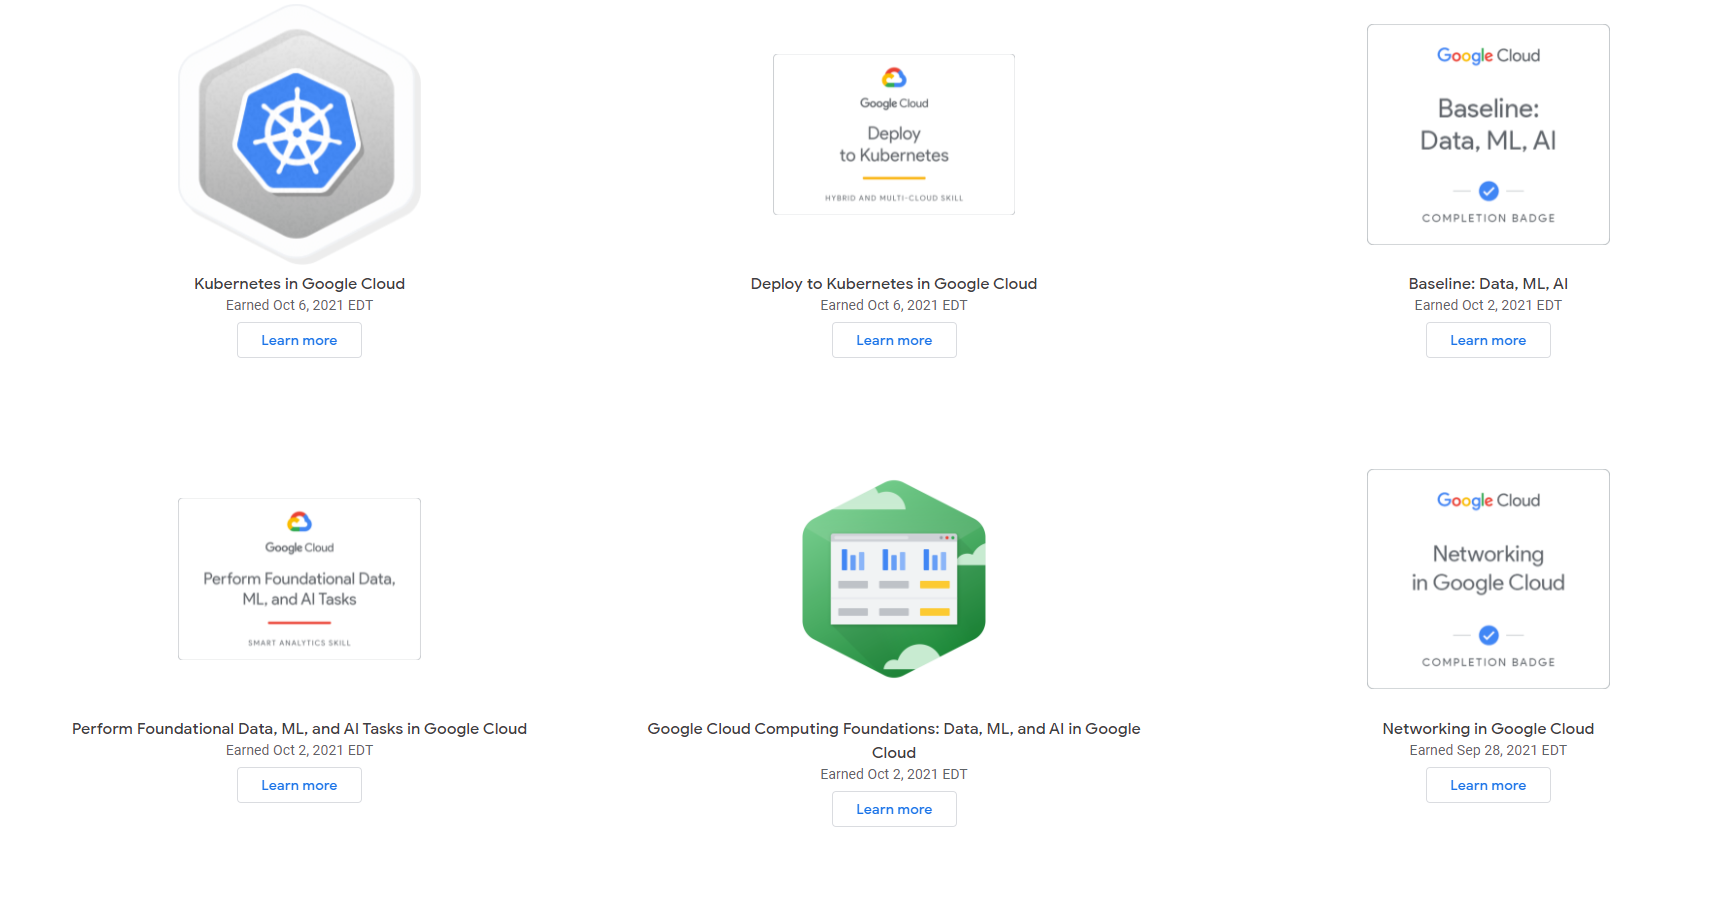 Kubernetes in Google Cloud
Earned Oct 6, 2021 EDT
Learn more
Google Cloud
Deploy
to Kubernetes
HYBRID AND MULTI-CLOUD SKILL
Deploy to Kubernetes in Google Cloud
Earned Oct 6, 2021 EDT
Learn more
Google Cloud
Baseline:
Data, ML, AI
COMPLETION BADGE
Baseline: Data, ML, AI
Earned Oct 2, 2021 EDT
Learn more
Google Cloud
Perform Foundational Data,
ML, and AI Tasks
SMART ANALYTICS SKILL
Perform Foundational Data, ML, and AI Tasks in Google Cloud
Earned Oct 2, 2021 EDT
Learn more
Google Cloud Computing Foundations: Data, ML, and AI in Google
Cloud
Earned Oct 2, 2021 EDT
Learn more
Google Cloud
Networking
in Google Cloud
COMPLETION BADGE
Networking in Google Cloud
Earned Sep 28, 2021 EDT
Learn more